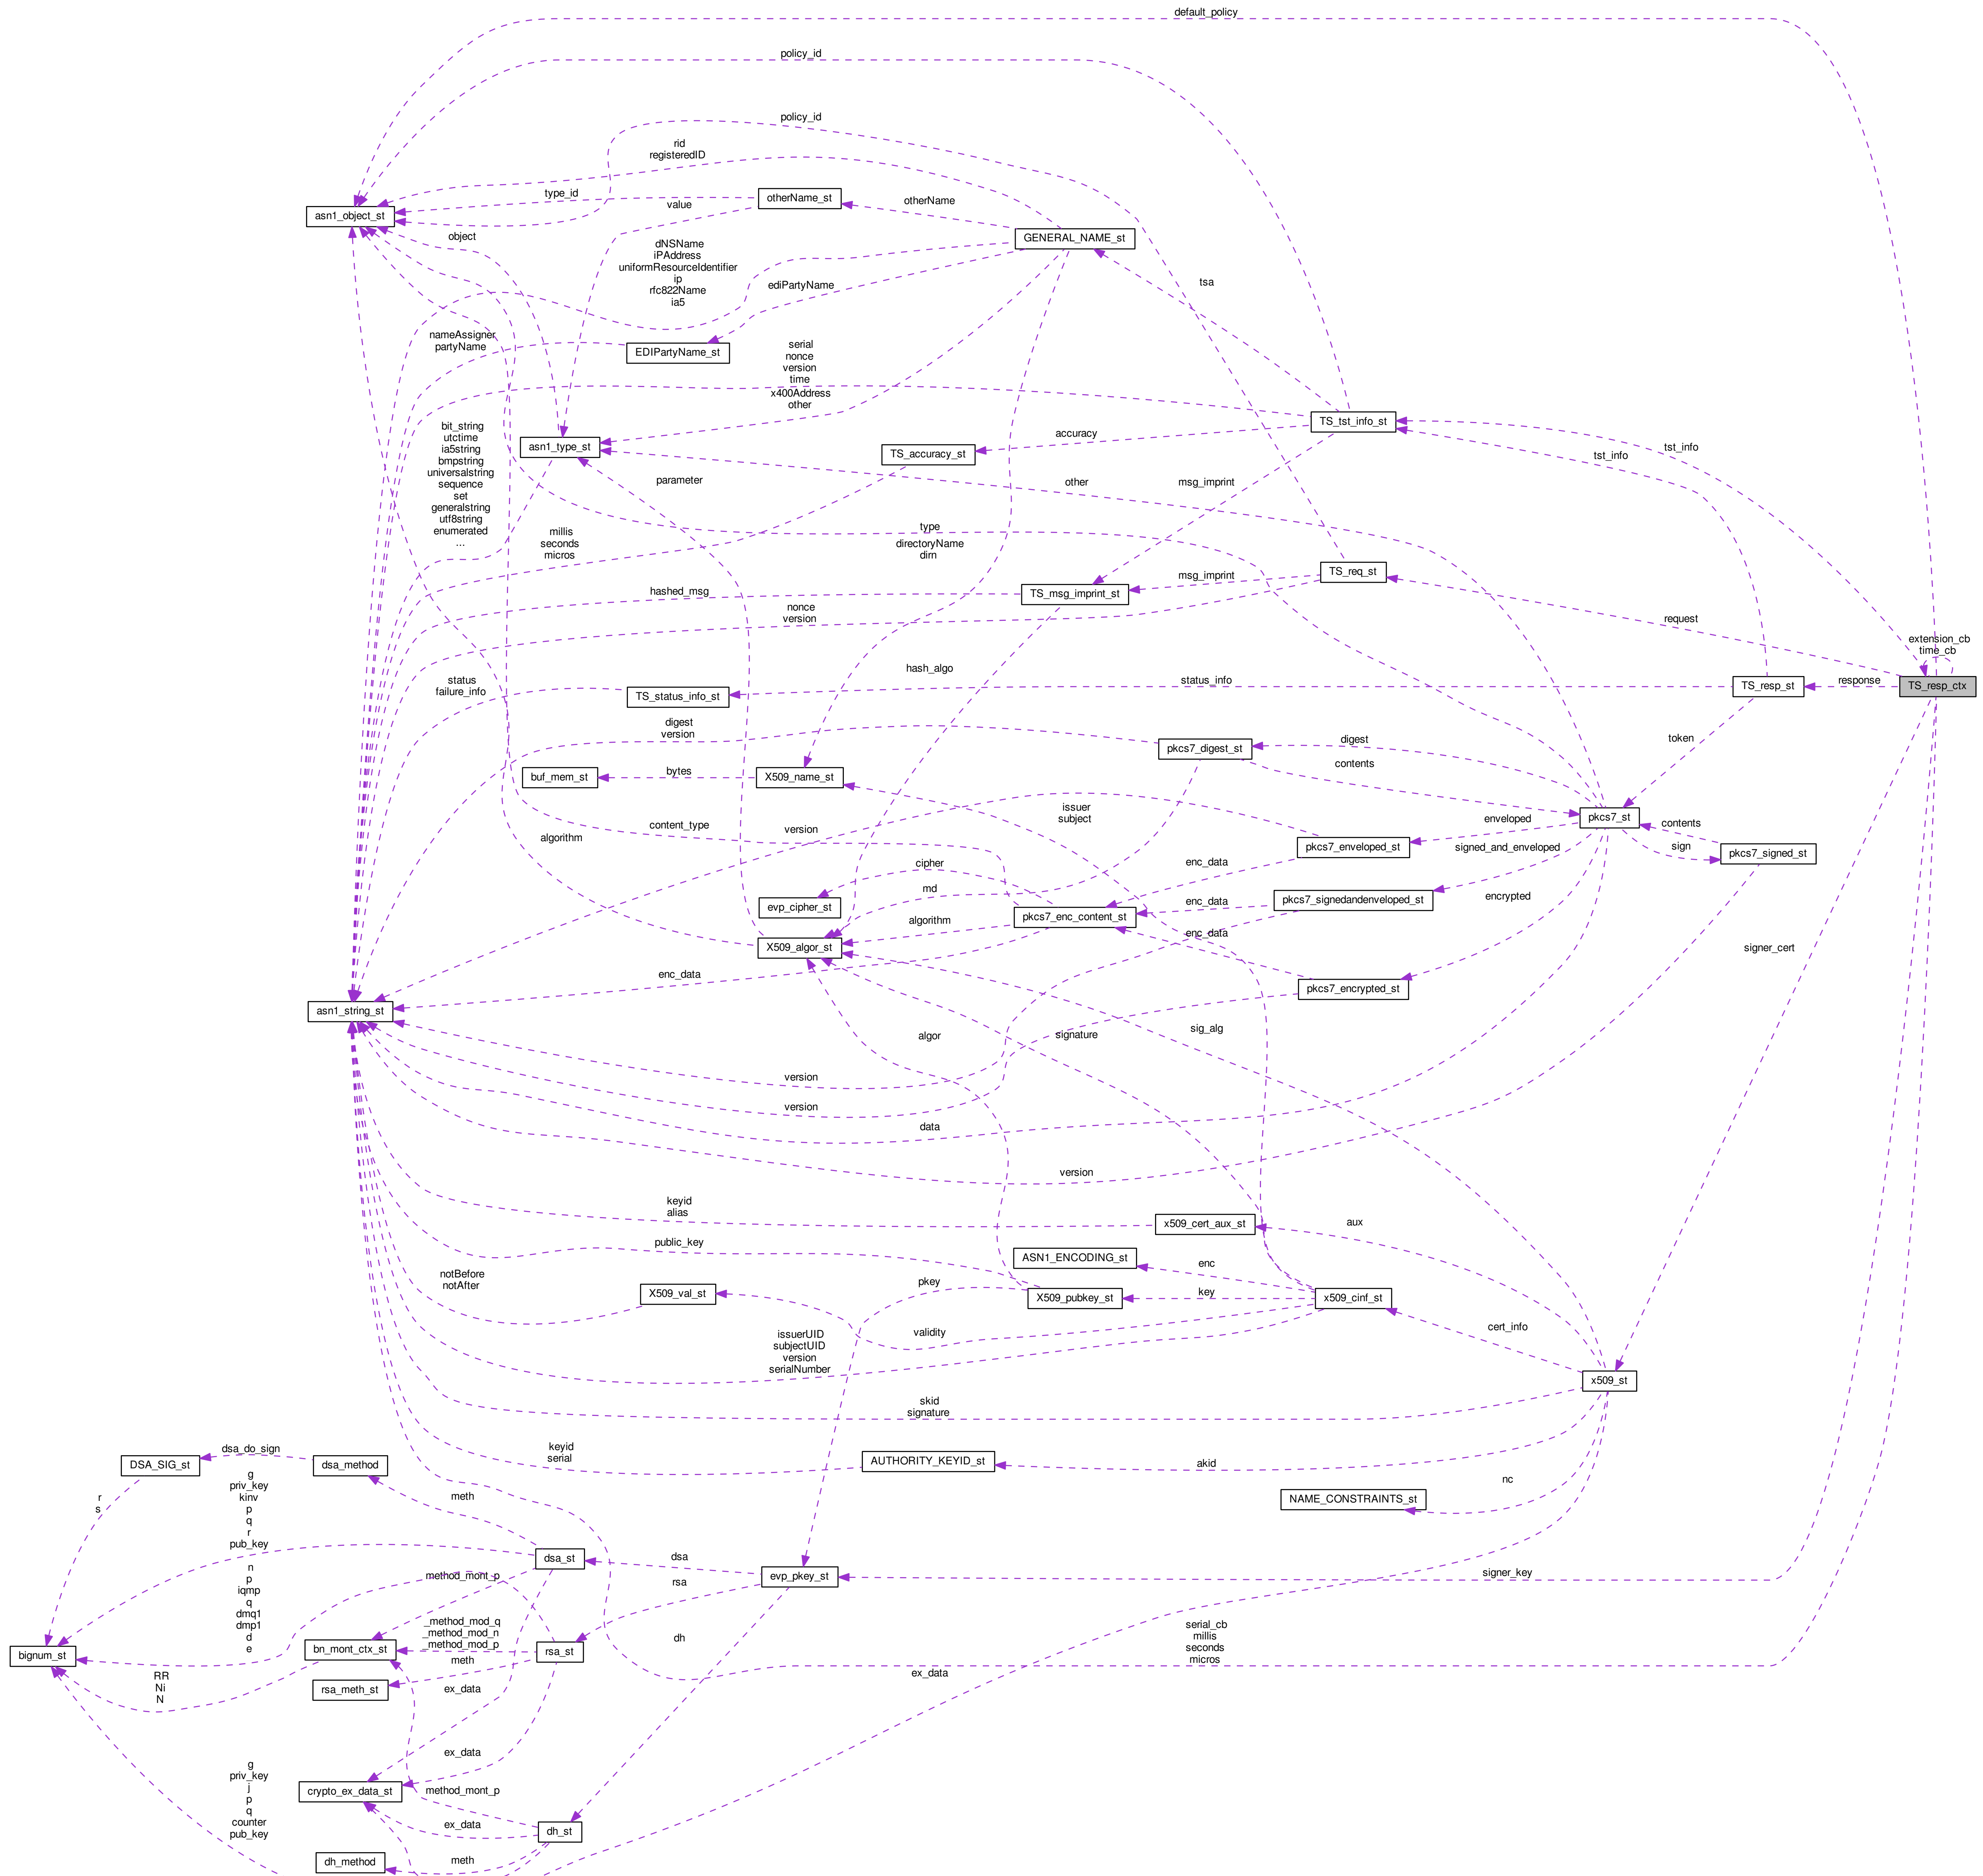 default_policy
policy_id
policy_id
rid
registeredID
type_id
otherName_st
otherName
value
asn1_object_st
object
GENERAL_NAME_st
dNSName
iPAddress
uniformResourceIdentifier
ip
rfc822Name
ia5
ediPartyName
tsa
nameAssigner
partyName
EDIPartyName_st
serial
nonce
version
time
x400Address
other
TS_tst_info_st
accuracy
bit_string
utctime
ia5string
bmpstring
universalstring
sequence
set
generalstring
utf8string
enumerated
...
asn1_type_st
TS_accuracy_st
tst_info
tst_info
parameter
other
msg_imprint
type
millis
seconds
micros
directoryName
dirn
TS_req_st
msg_imprint
TS_msg_imprint_st
hashed_msg
nonce
version
request
extension_cb
time_cb
hash_algo
status
failure_info
TS_status_info_st
status_info
TS_resp_st
response
TS_resp_ctx
digest
version
pkcs7_digest_st
digest
token
contents
buf_mem_st
bytes
X509_name_st
issuer
subject
pkcs7_st
enveloped
contents
content_type
version
algorithm
pkcs7_enveloped_st
signed_and_enveloped
sign
pkcs7_signed_st
cipher
enc_data
md
evp_cipher_st
pkcs7_signedandenveloped_st
encrypted
enc_data
pkcs7_enc_content_st
algorithm
X509_algor_st
enc_data
signer_cert
enc_data
pkcs7_encrypted_st
asn1_string_st
algor
signature
sig_alg
version
version
data
version
keyid
alias
x509_cert_aux_st
aux
public_key
ASN1_ENCODING_st
enc
notBefore
notAfter
X509_val_st
pkey
X509_pubkey_st
key
x509_cinf_st
issuerUID
subjectUID
version
serialNumber
validity
cert_info
x509_st
skid
signature
dsa_do_sign
keyid
serial
DSA_SIG_st
dsa_method
AUTHORITY_KEYID_st
akid
nc
g
priv_key
kinv
p
q
r
pub_key
r
s
meth
NAME_CONSTRAINTS_st
dsa_st
dsa
evp_pkey_st
signer_key
n
p
iqmp
q
dmq1
dmp1
d
e
method_mont_p
rsa
_method_mod_q
_method_mod_n
_method_mod_p
bignum_st
bn_mont_ctx_st
rsa_st
dh
serial_cb
millis
seconds
micros
meth
ex_data
RR
Ni
N
rsa_meth_st
ex_data
ex_data
g
priv_key
j
p
q
counter
pub_key
crypto_ex_data_st
method_mont_p
ex_data
dh_st
dh_method
meth